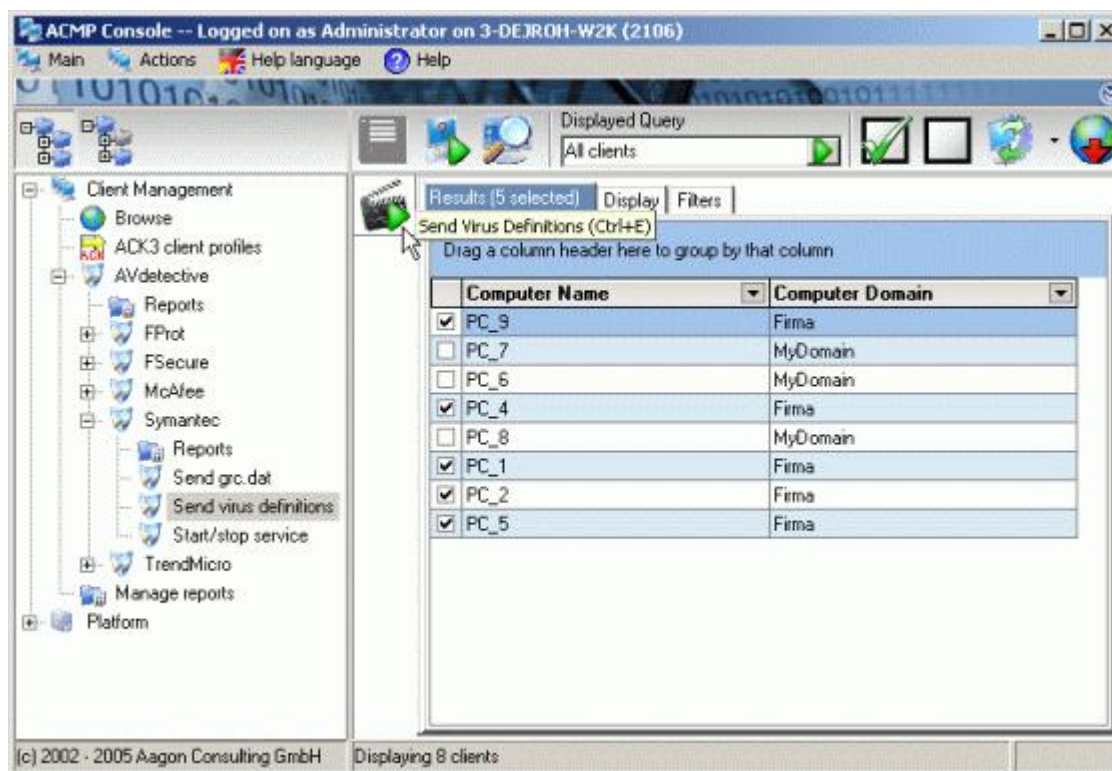 ACMP Console -- Logged on as Administrator on 3-DEJROH-W2K (2106)
Main Actions Help language Help
Displayed Query
All clients
Client Management
Browse
ACK3 client profiles
AVdetective
Reports
FProt
FSecure
McAfee
Symantec
Reports
Send grc.dat
Send virus definitions
Start/stop service
TrendMicro
Manage reports
Platform
Results (5 selected) Display Filters
Send Virus Definitions (Ctrl+E)
Drag a column header here to group by that column
Computer Name Computer Domain
PC_9 Firma
PC_7 MyDomain
PC_6 MyDomain
PC_4 Firma
PC_8 MyDomain
PC_1 Firma
PC_2 Firma
PC_5 Firma
(c) 2002 - 2005 Aagon Consulting GmbH Displaying 8 clients